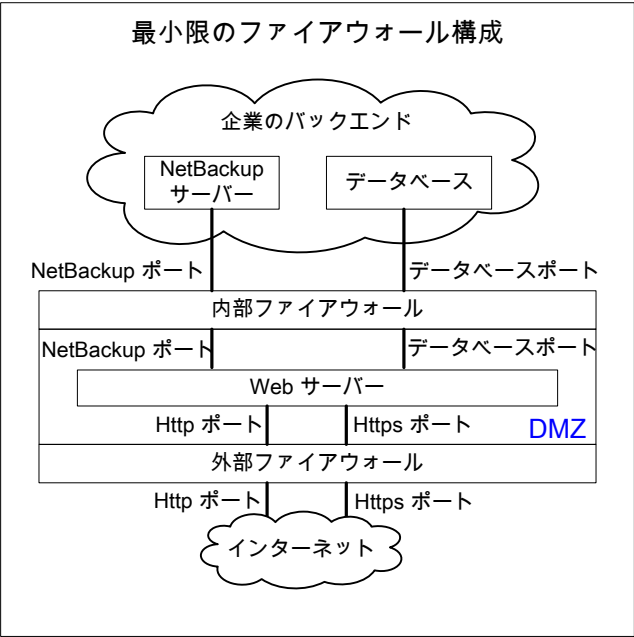 最小限のファイアウォール構成
企業のバックエンド
NetBackup
サーバー
データベース
NetBackup ポート
データベースポート
内部ファイアウォール
NetBackup ポート
データベースポート
Web サーバー
Http ポート
Https ポート
DMZ
外部ファイアウォール
Http ポート
Https ポート
インターネット